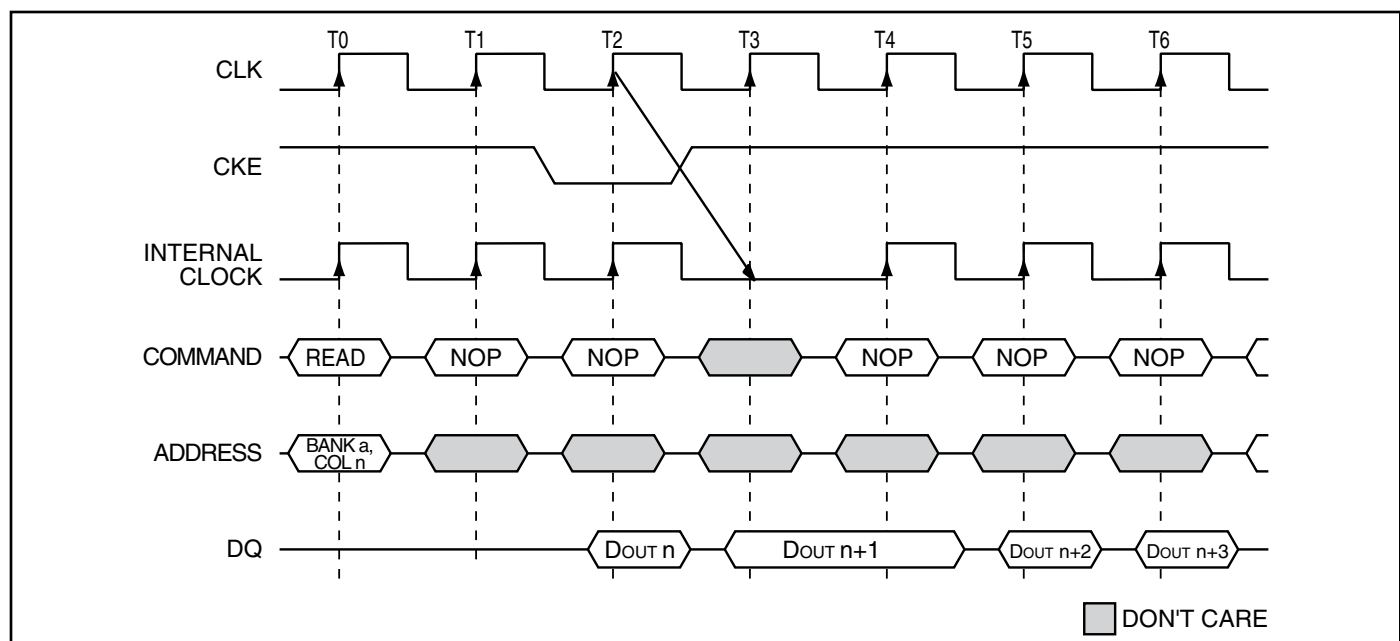 T0 T1 T2 T3 T4 T5 T6
CLK
CKE
INTERNAL
CLOCK
COMMAND READ NOP NOP NOP NOP NOP
ADDRESS BANK a,
COL n
DQ DOUT n DOUT n+1 DOUT n+2 DOUT n+3
DON'T CARE